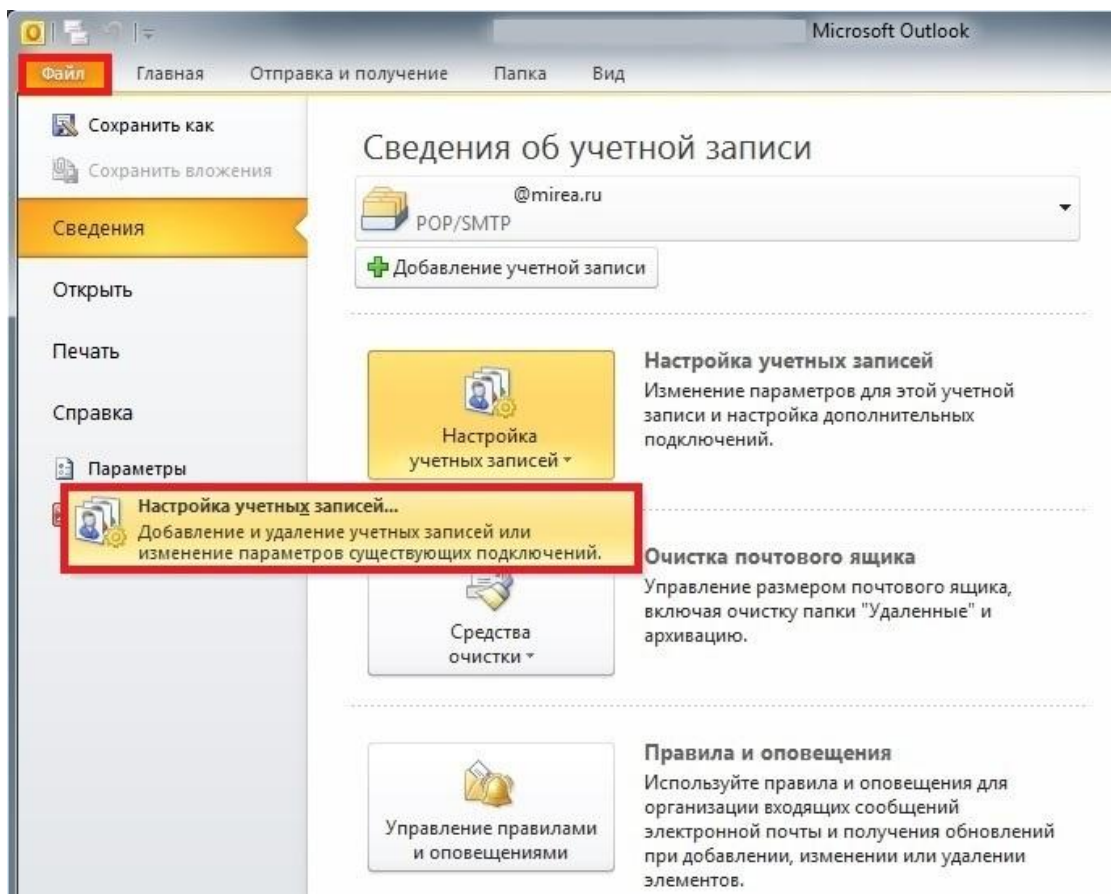 Microsoft Outlook
Файл Главная Отправка и получение Папка Вид
Сохранить как
Сохранить вложения
Сведения
Открыть
Печать
Справка
Параметры
Сведения об учетной записи
@mirea.ru
POP/SMTP
Добавление учетной записи
Настройка
учетных записей
Настройка учетных записей
Изменение параметров для этой учетной
записи и настройка дополнительных
подключений.
Настройка учетных записей...
Добавление и удаление учетных записей или
изменение параметров существующих подключений.
Средства
очистки
Очистка почтового ящика
Управление размером почтового ящика,
включая очистку папки "Удаленные" и
архивацию.
Управление правилами
и оповещениями
Правила и оповещения
Используйте правила и оповещения для
организации входящих сообщений
электронной почты и получения обновлений
при добавлении, изменении или удалении
элементов.